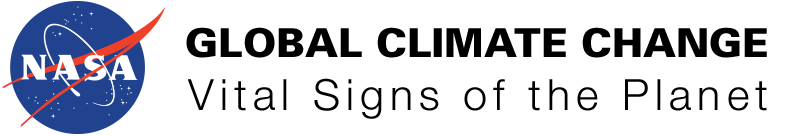 NASA
GLOBAL CLIMATE CHANGE
Vital Signs of the Planet